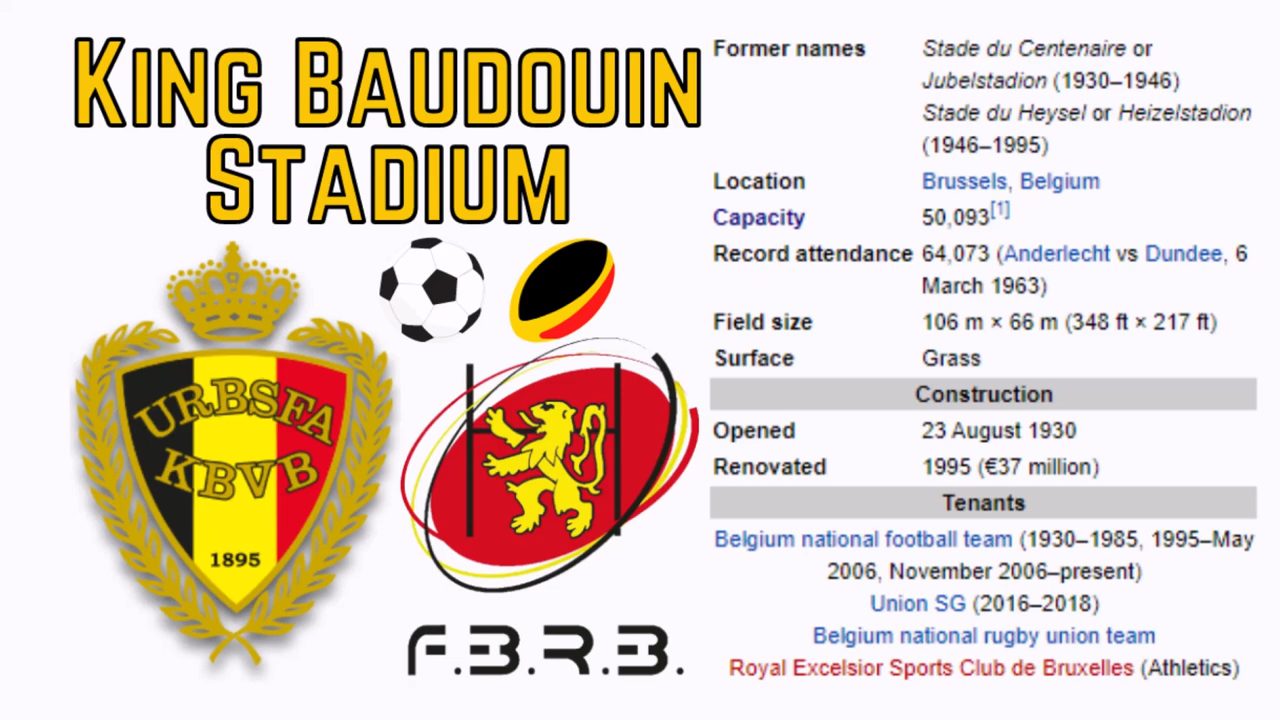 KING BAUDOUIN
STADIUM
URBSFA
KBVB
1895
F.B.R.B.
Former names Stade du Centenaire or
Jubelstadion (1930–1946)
Stade du Heysel or Heizelstadion
(1946–1995)
Location Brussels, Belgium
Capacity 50,093[1]
Record attendance 64,073 (Anderlecht vs Dundee, 6
March 1963)
Field size 106 m × 66 m (348 ft × 217 ft)
Surface Grass
Construction
Opened 23 August 1930
Renovated 1995 (€37 million)
Tenants
Belgium national football team (1930–1985, 1995–May
2006, November 2006–present)
Union SG (2016–2018)
Belgium national rugby union team
Royal Excelsior Sports Club de Bruxelles (Athletics)